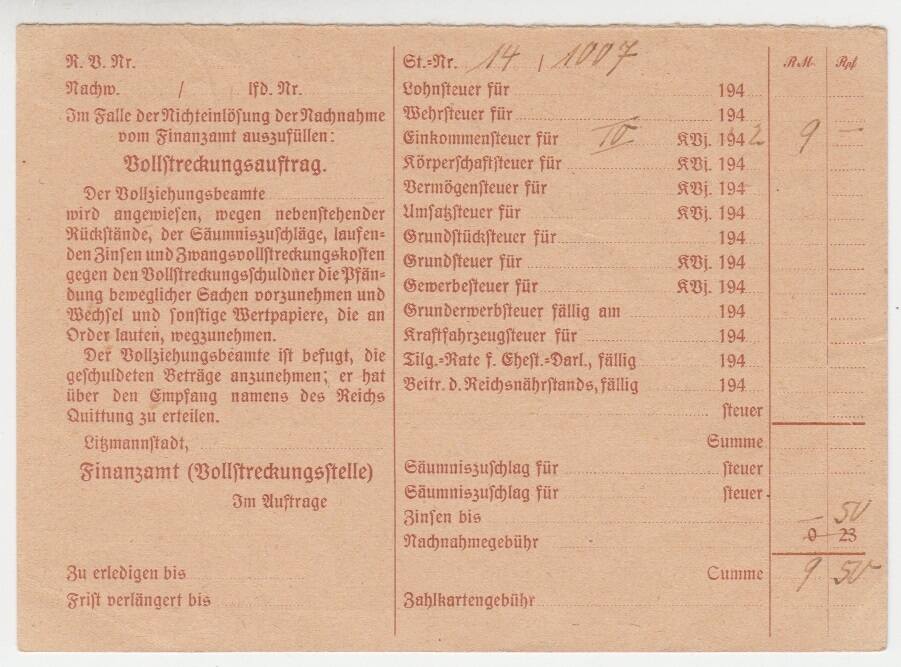 N. V. Nr.
Nachw. / lfd. Nr.
Im Falle der Nichteinlösung der Nachnahme
vom Finanzamt auszufüllen:
Vollstreckungsauftrag.
Der Vollziehungsbeamte
wird angewiesen, wegen nebenstehender
Rückstände, der Säumniszuschläge, laufen-
den Zinsen und Zwangsvollstreckungskosten
gegen den Vollstreckungsschuldner die Pfän-
dung beweglicher Sachen vorzunehmen und
Wechsel und sonstige Wertpapiere, die an
Order lauten, wegzunehmen.
Der Vollziehungsbeamte ist befugt, die
geschuldeten Beträge anzunehmen; er hat
über den Empfang namens des Reichs
Quittung zu erteilen.
Litzmannstadt,
Finanzamt (Vollstreckungsstelle)
Im Auftrage
Zu erledigen bis
Frist verlängert bis
St.-Nr. 14 / 1007 RM. Rpf
Lohnsteuer für 194
Wehrsteuer für 194
Einkommensteuer für IV KVj. 1942 9 —
Körperschaftsteuer für KVj. 194
Vermögensteuer für KVj. 194
Umsatzsteuer für KVj. 194
Grundstücksteuer für 194
Grundsteuer für KVj. 194
Gewerbesteuer für KVj. 194
Grunderwerbsteuer fällig am 194
Kraftfahrzeugsteuer für 194
Tilg.-Rate f. Ehest.-Darl., fällig 194
Beitr. d. Reichsnährstands, fällig 194
steuer
Summe
Säumniszuschlag für steuer
Säumniszuschlag für steuer
Zinsen bis — 50
Nachnahmegebühr 0 23
Summe 9 50
Zahlkartengebühr